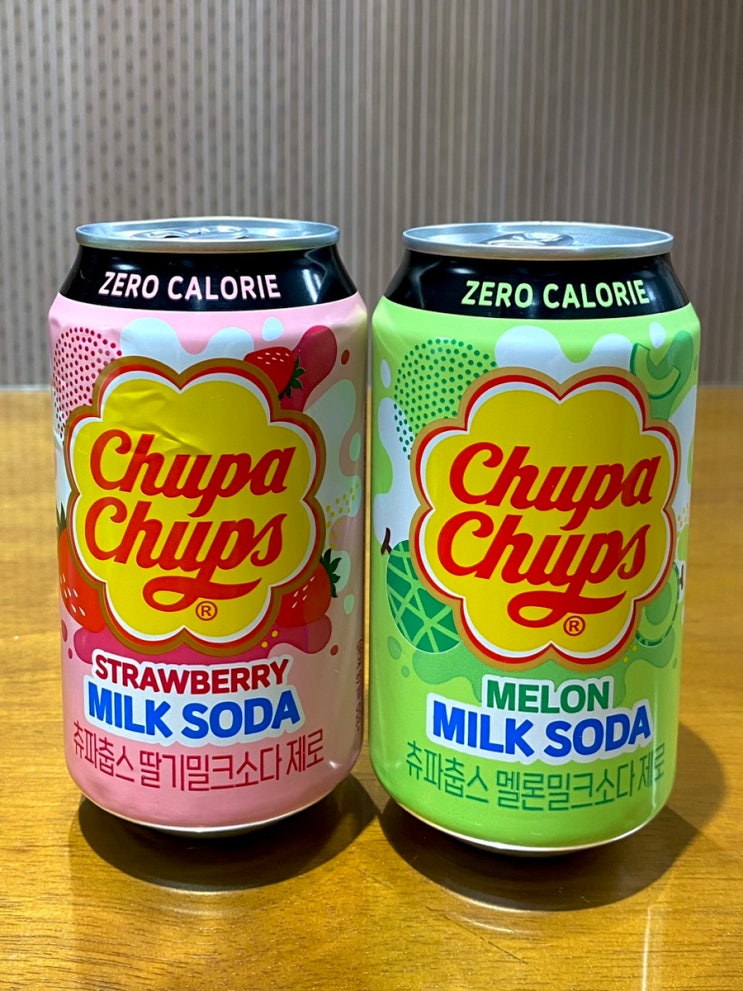 ZERO CALORIE
Chupa
Chups
®
STRAWBERRY
MILK SODA
츄파춥스 딸기밀크소다 제로
ZERO CALORIE
Chupa
Chups
®
MELON
MILK SODA
츄파춥스 멜론밀크소다 제로